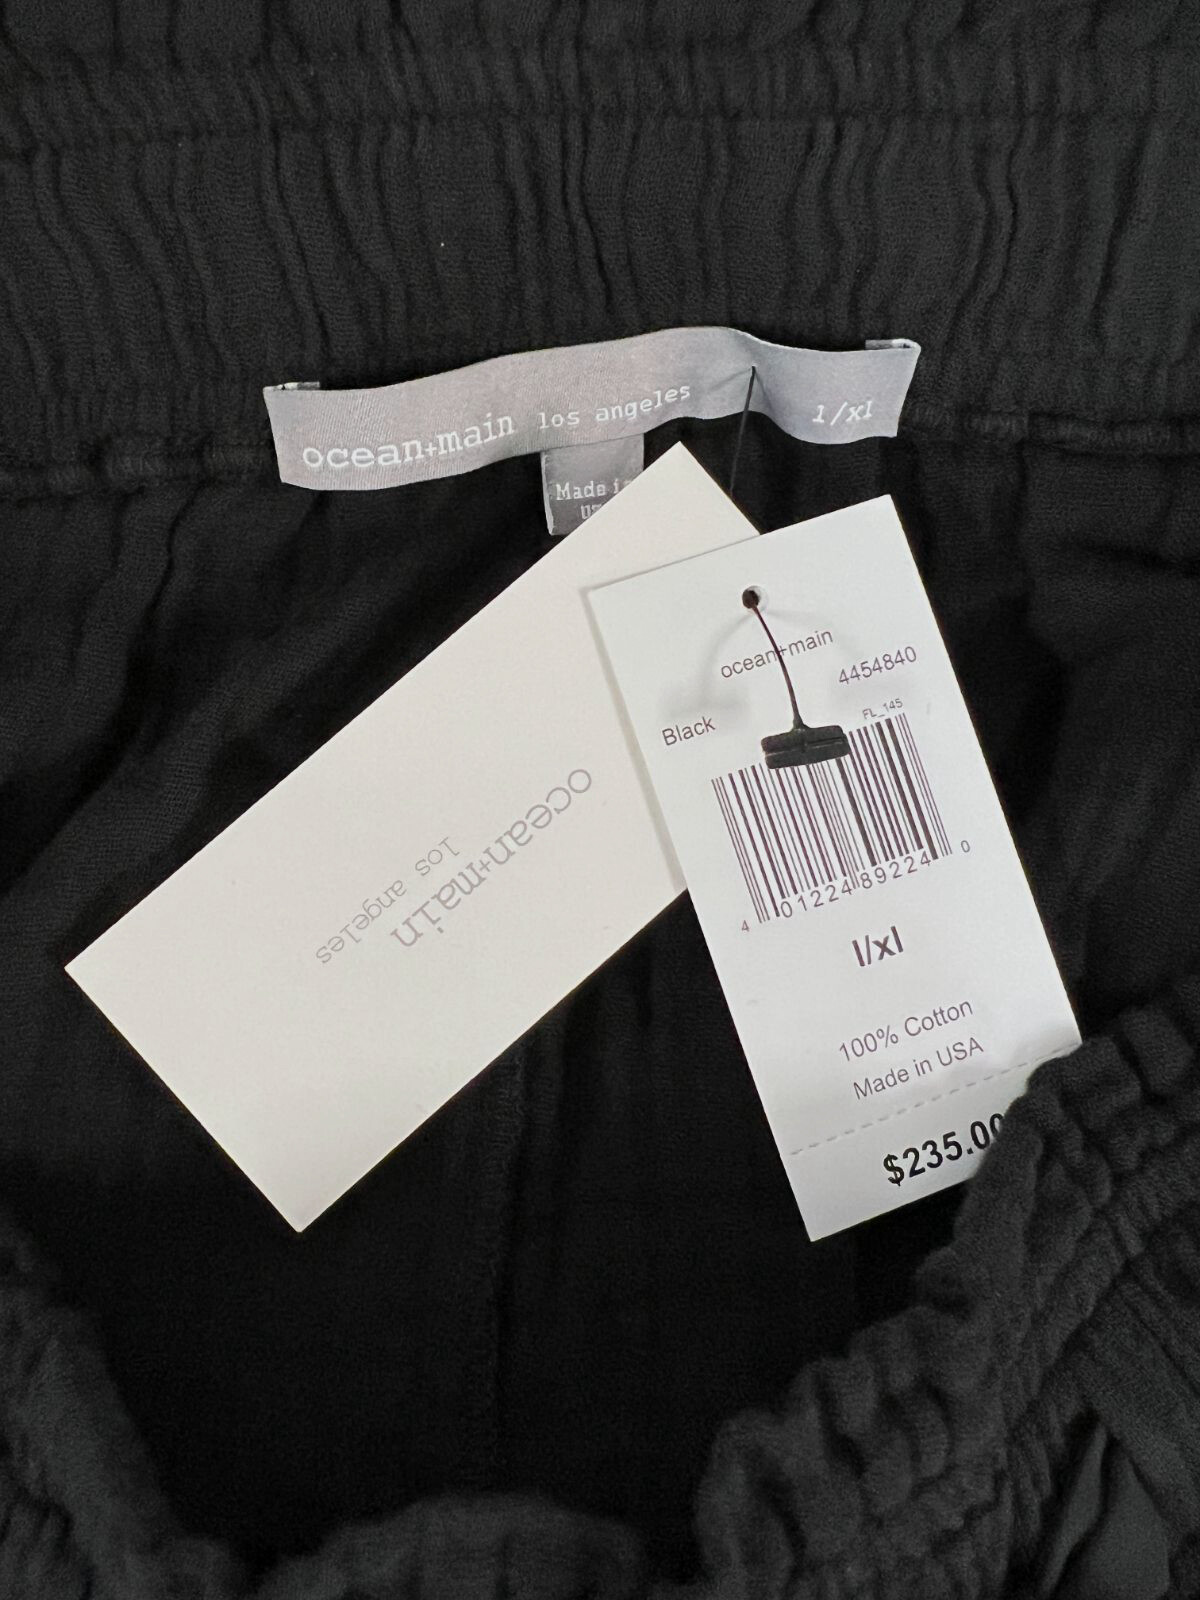 ocean+main los angeles
l/xl
Made in
ocean+main
los angeles
ocean+main
4454840
Black
FL_145
4 01224 89224 0
l/xl
100% Cotton
Made in USA
$235.00